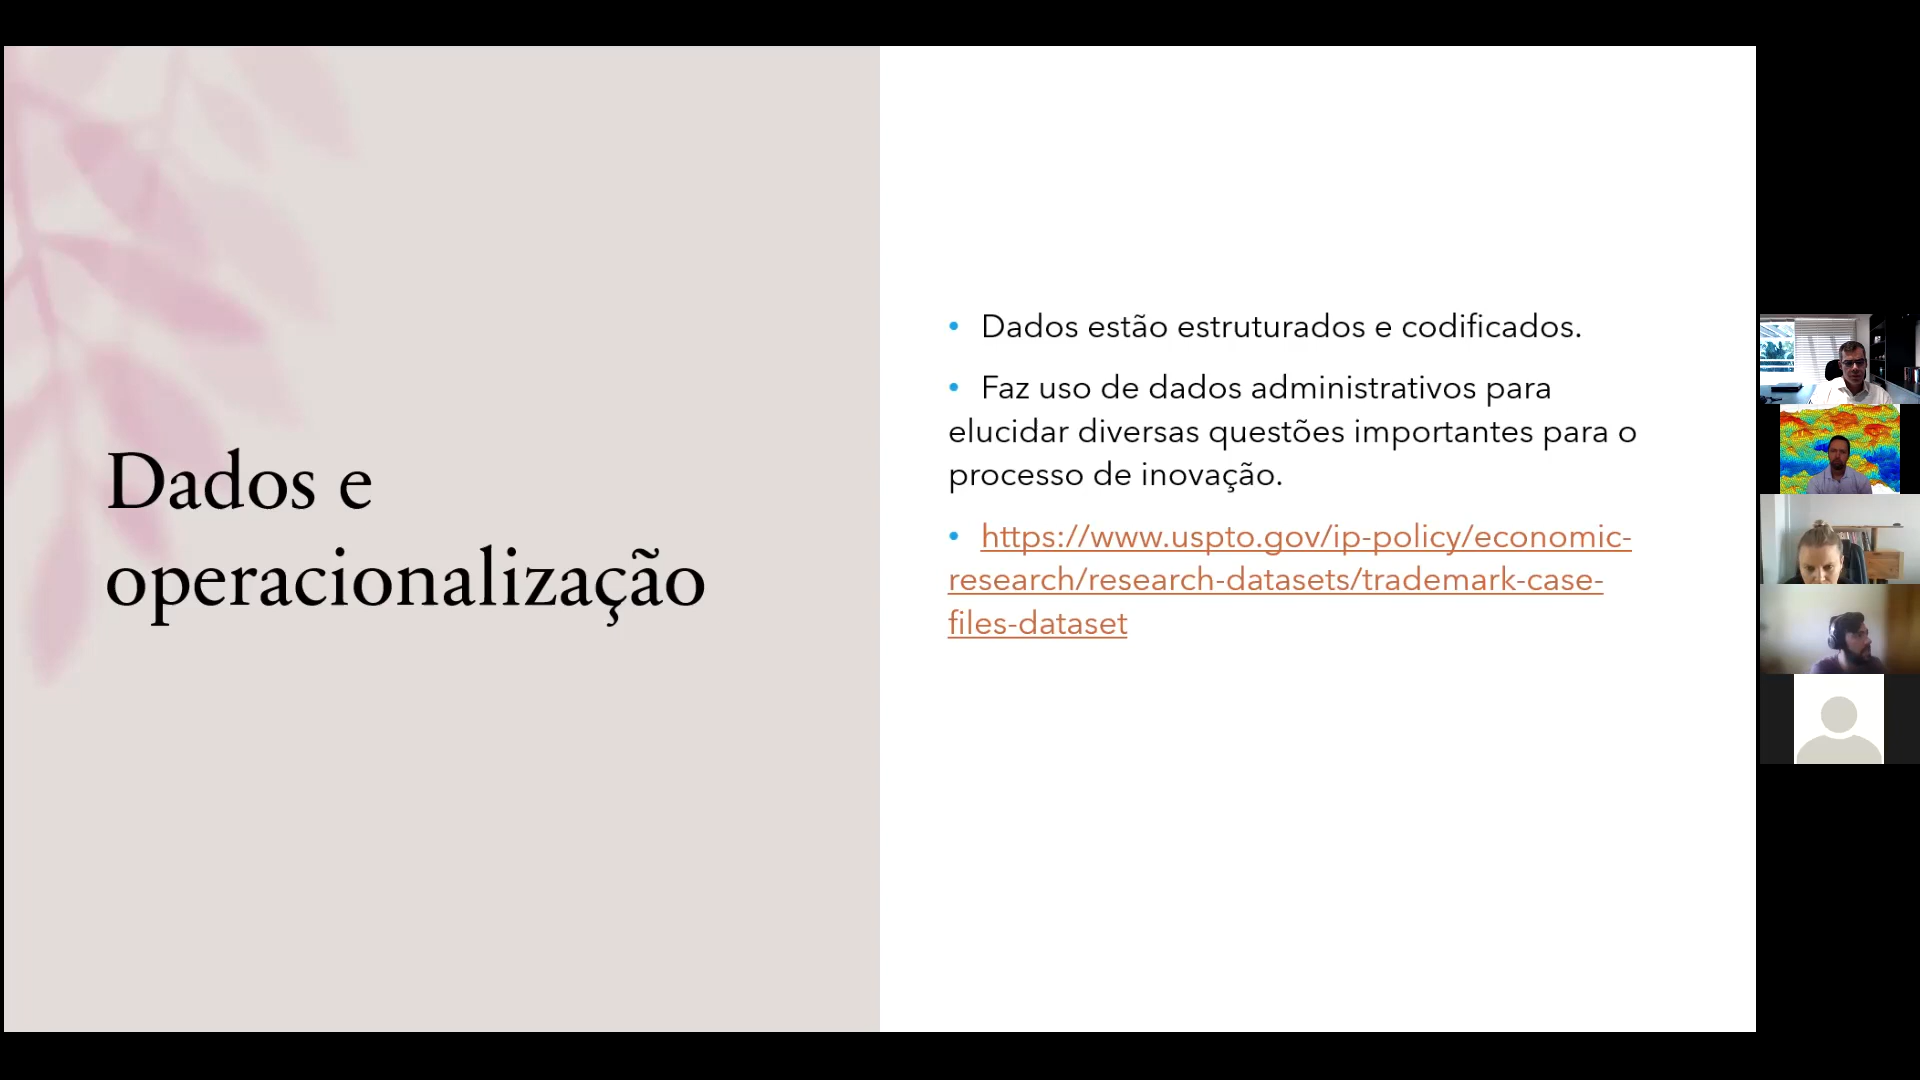 Dados e
operacionalização
• Dados estão estruturados e codificados.
• Faz uso de dados administrativos para
elucidar diversas questões importantes para o
processo de inovação.
• https://www.uspto.gov/ip-policy/economic-
research/research-datasets/trademark-case-
files-dataset